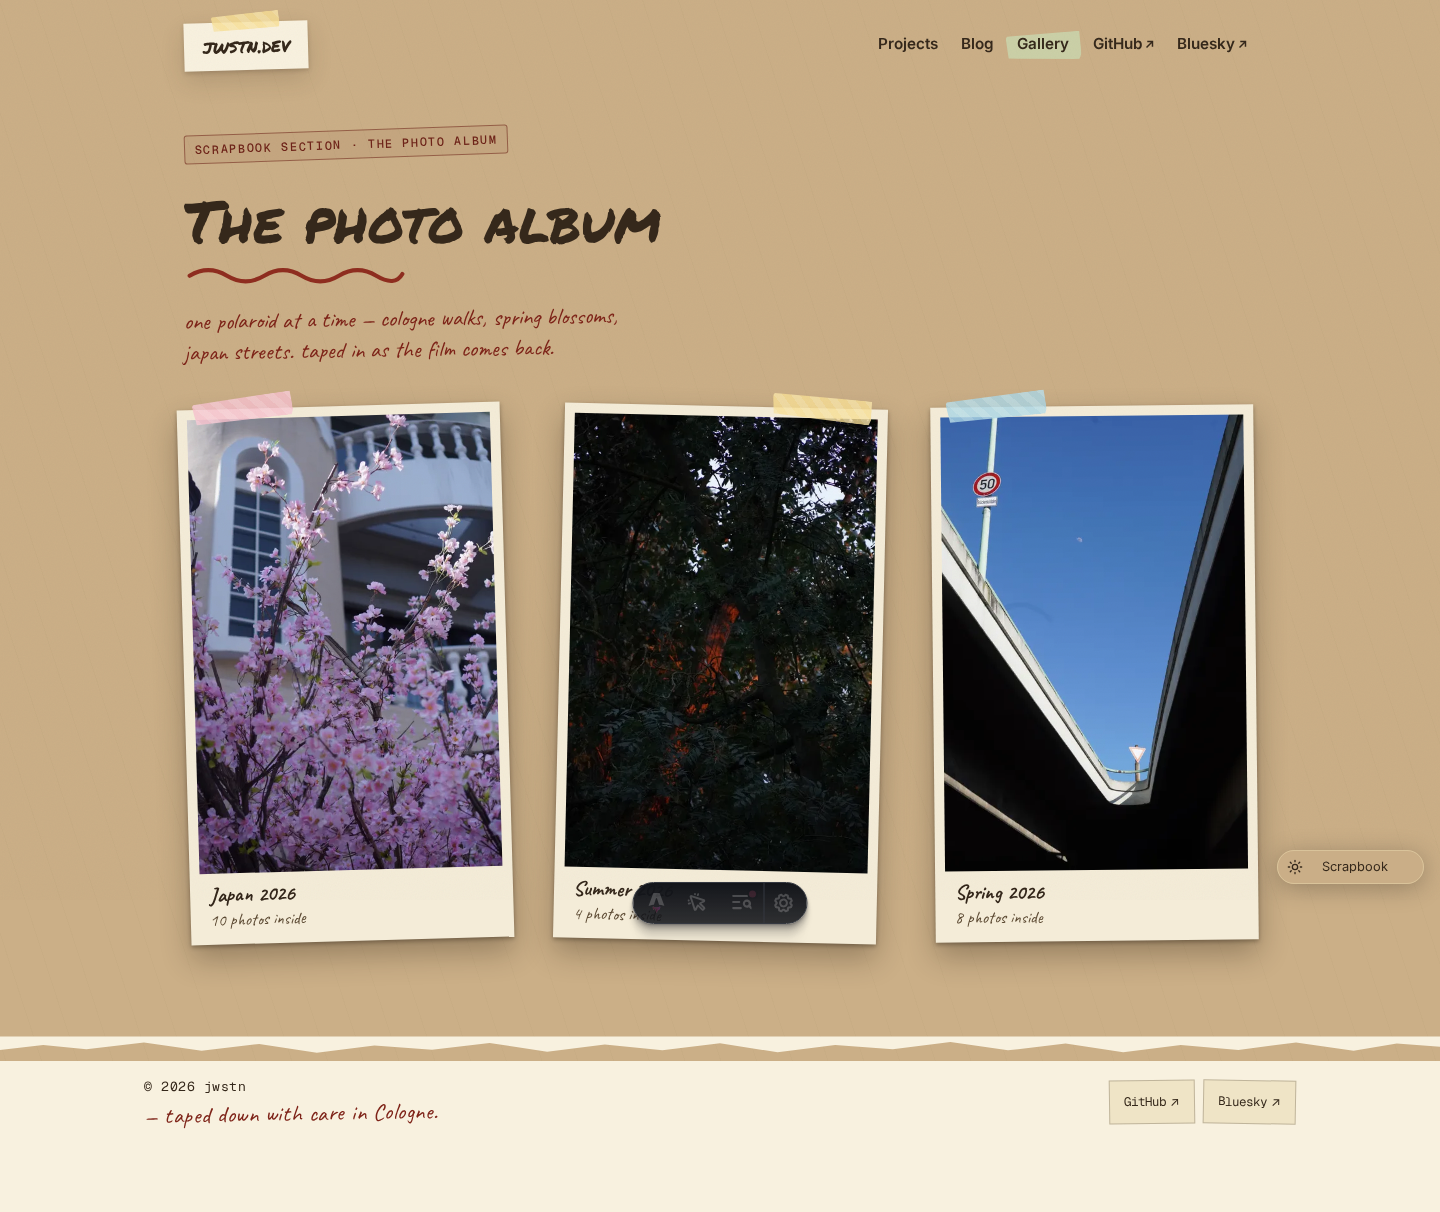 JWSTN.DEV
Projects Blog Gallery GitHub↗ Bluesky↗
SCRAPBOOK SECTION · THE PHOTO ALBUM
THE PHOTO ALBUM
one polaroid at a time — cologne walks, spring blossoms,
japan streets. taped in as the film comes back.
50
Japan 2026
10 photos inside
Summer
4 photos inside
Spring 2026
8 photos inside
Scrapbook
© 2026 jwstn
— taped down with care in Cologne.
GitHub↗ Bluesky↗